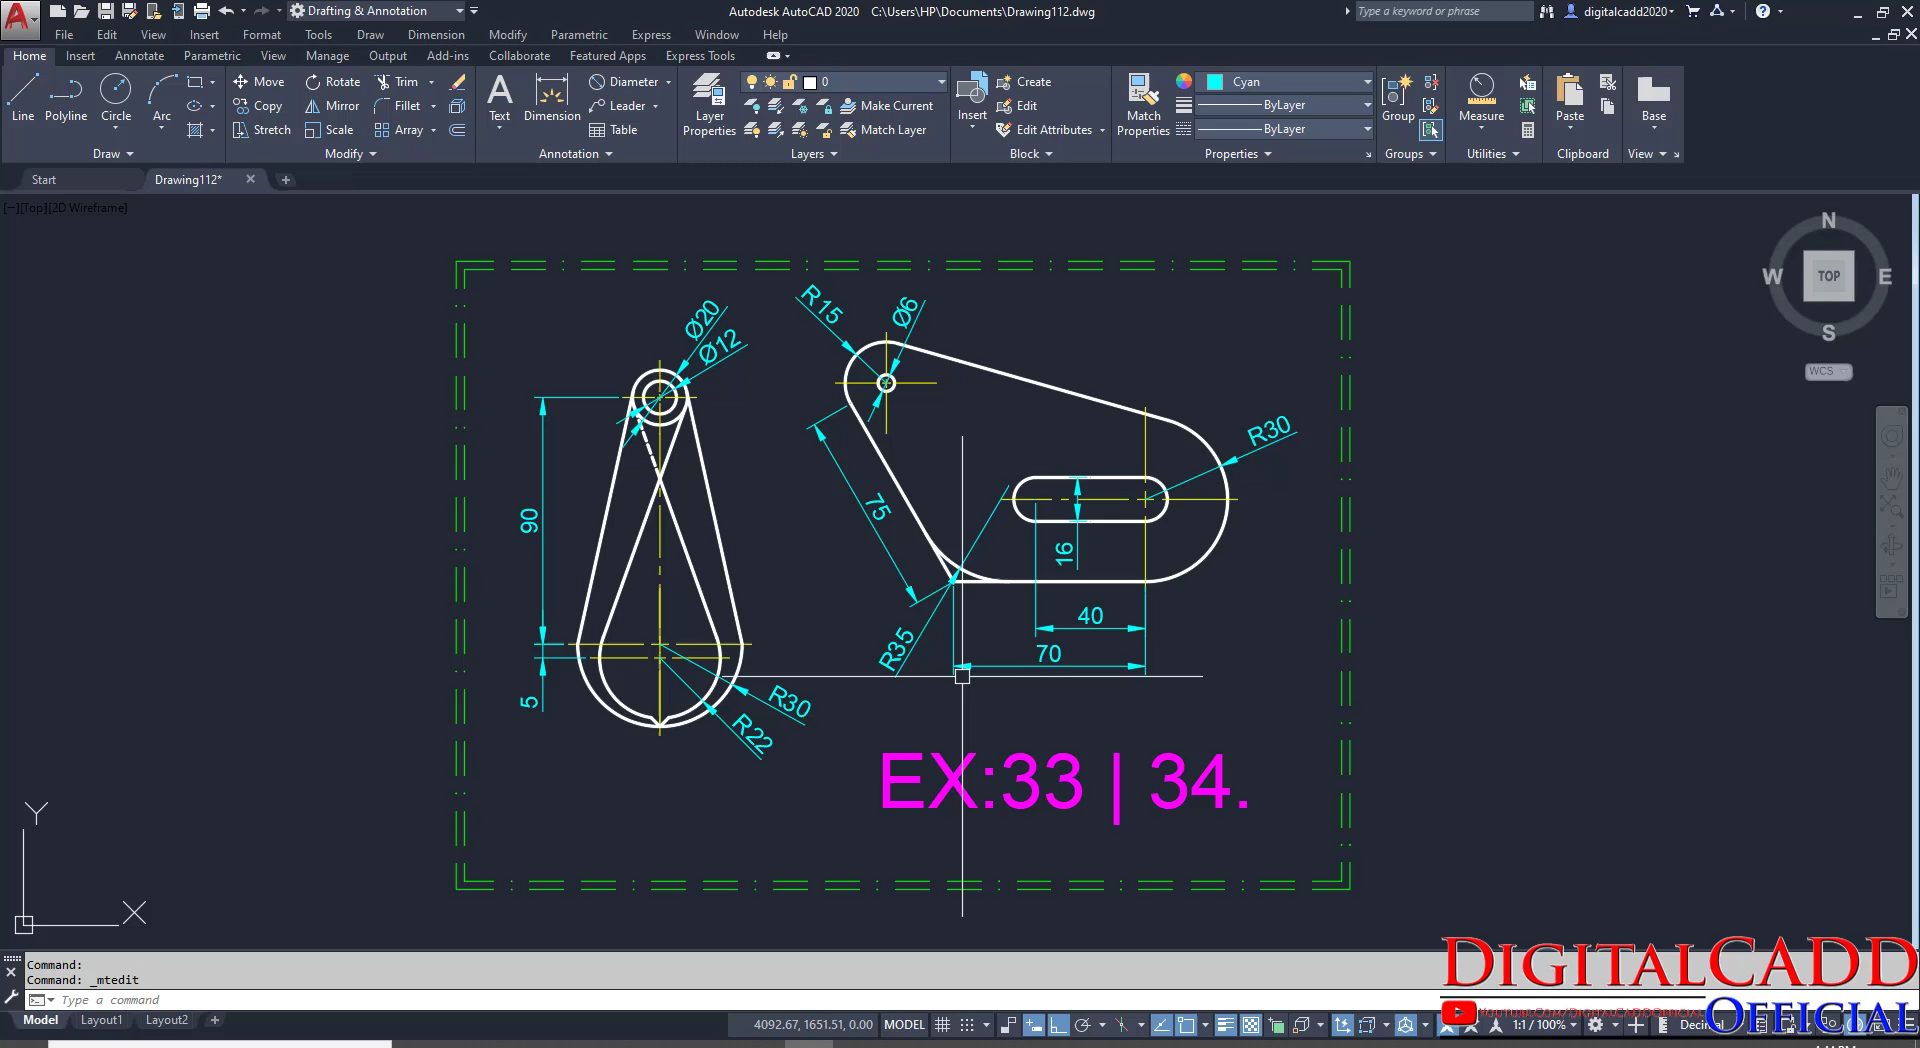 Drafting & Annotation
Autodesk AutoCAD 2020 C:\Users\HP\Documents\Drawing112.dwg
Type a keyword or phrase
digitalcadd2020
File Edit View Insert Format Tools Draw Dimension Modify Parametric Express Window Help
Home Insert Annotate Parametric View Manage Output Add-ins Collaborate Featured Apps Express Tools
Line Polyline Circle Arc
Move Rotate Trim
Copy Mirror Fillet
Stretch Scale Array
Text Dimension
Diameter
Leader
Table
Layer Properties
0
Make Current
Match Layer
Insert
Create
Edit
Edit Attributes
Match Properties
Cyan
ByLayer
ByLayer
Group
Measure
Paste
Base
Draw Modify Annotation Layers Block Properties Groups Utilities Clipboard View
Start Drawing112*
[−][Top][2D Wireframe]
N
W TOP E
S
WCS
Ø20
Ø12
R15
Ø6
90
75
R30
16
40
R35
70
5
R30
R22
EX:33 | 34.
Y
X
Command:
Command: _mtedit
Type a command
Model Layout1 Layout2
4092.67, 1651.51, 0.00 MODEL
1:1 / 100%
DIGITALCADD
OFFICIAL